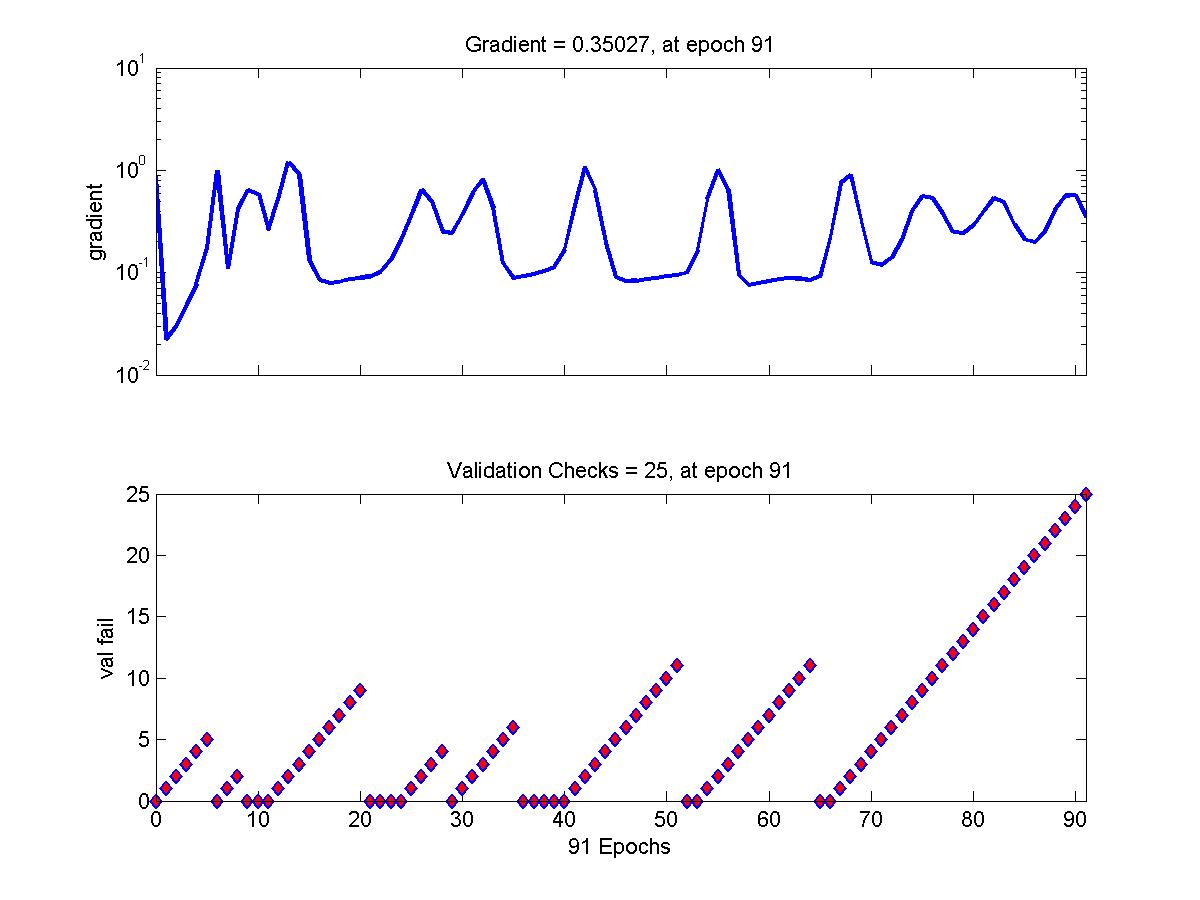 Gradient = 0.35027, at epoch 91
10^1
10^0
10^-1
10^-2
gradient
Validation Checks = 25, at epoch 91
25
20
15
10
5
0
val fail
0 10 20 30 40 50 60 70 80 90
91 Epochs